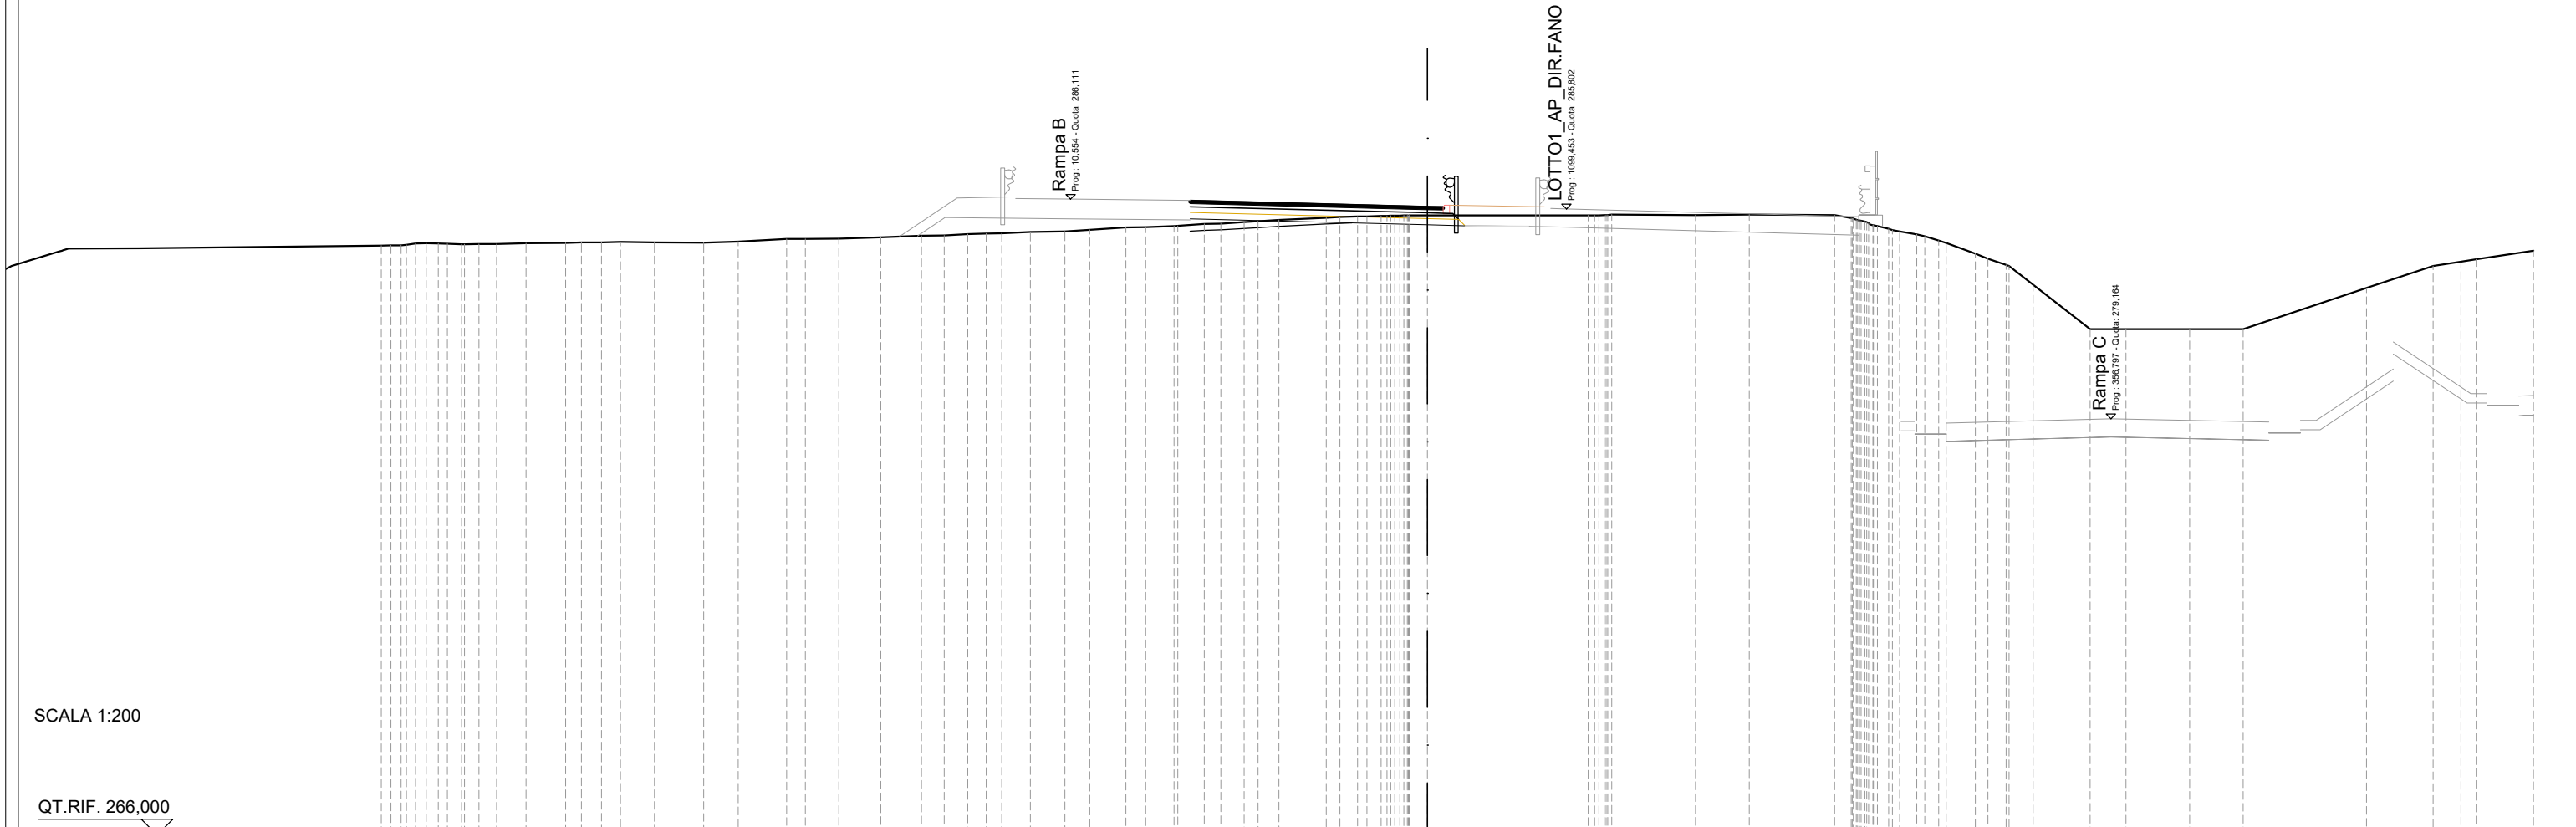 LOTTO1_AP_DIR.FANO
Prog.: 1099,453 - Quota: 285,802
Rampa B
Prog.: 10,554 - Quota: 286,111
Rampa C
Prog.: 356,797 - Quota: 279,164
SCALA 1:200
QT.RIF. 266,000